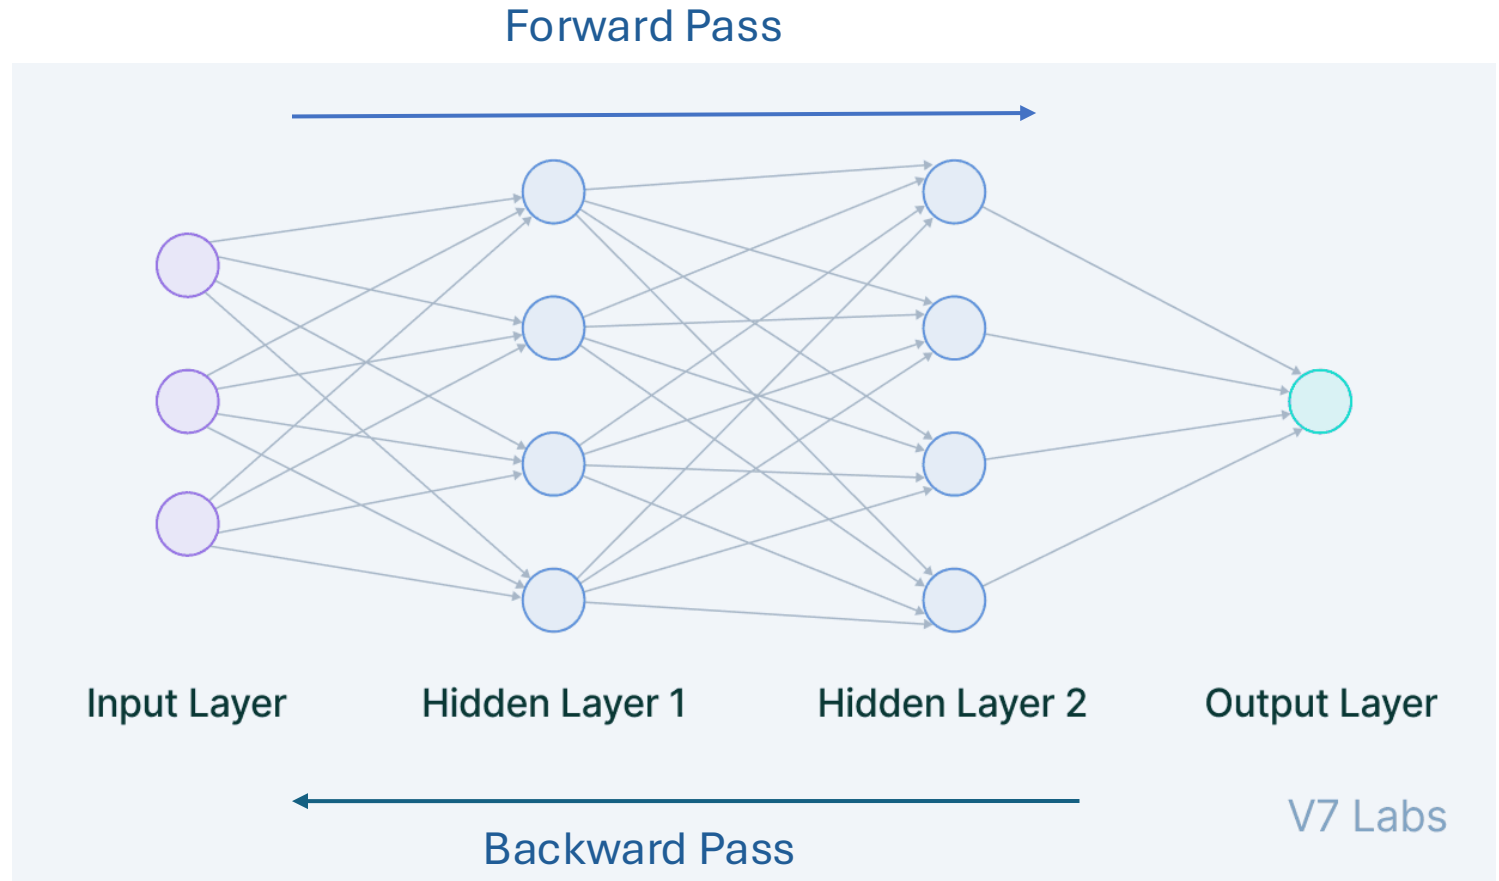 Forward Pass
Input Layer
Hidden Layer 1
Hidden Layer 2
Output Layer
V7 Labs
Backward Pass